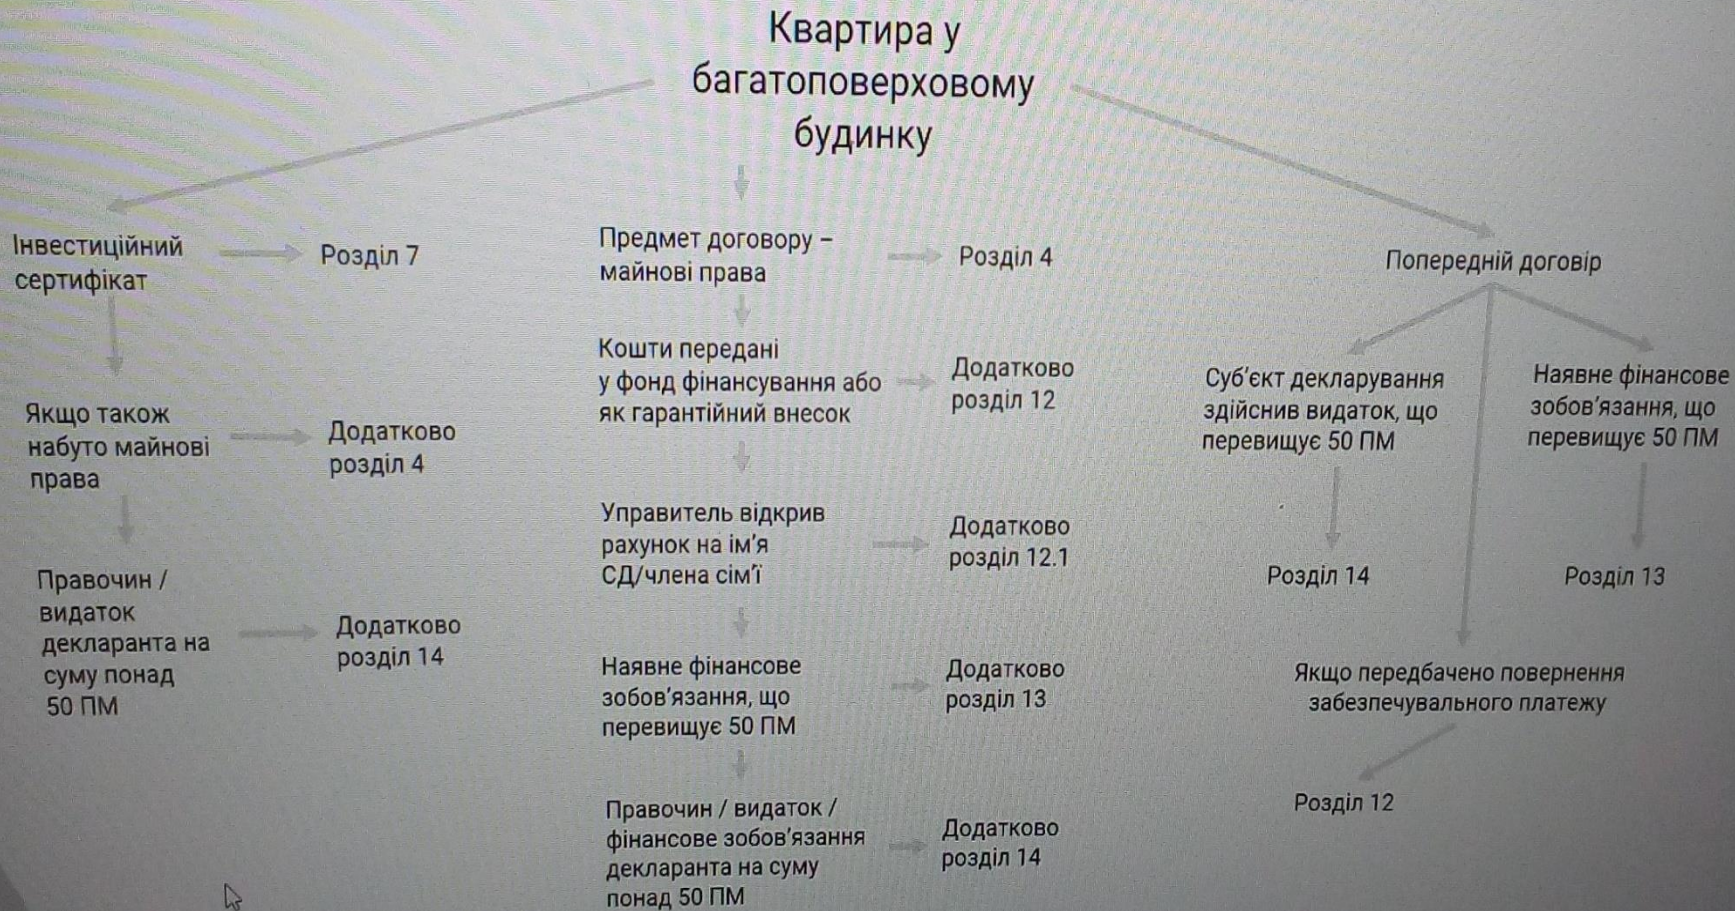 Квартира у
багатоповерховому
будинку
Інвестиційний
сертифікат
Розділ 7
Якщо також
набуто майнові
права
Додатково
розділ 4
Правочин /
видаток
декларанта на
суму понад
50 ПМ
Додатково
розділ 14
Предмет договору –
майнові права
Розділ 4
Кошти передані
у фонд фінансування або
як гарантійний внесок
Додатково
розділ 12
Управитель відкрив
рахунок на ім'я
СД/члена сім'ї
Додатково
розділ 12.1
Наявне фінансове
зобов'язання, що
перевищує 50 ПМ
Додатково
розділ 13
Правочин / видаток /
фінансове зобов'язання
декларанта на суму
понад 50 ПМ
Додатково
розділ 14
Попередній договір
Суб'єкт декларування
здійснив видаток, що
перевищує 50 ПМ
Розділ 14
Наявне фінансове
зобов'язання, що
перевищує 50 ПМ
Розділ 13
Якщо передбачено повернення
забезпечувального платежу
Розділ 12